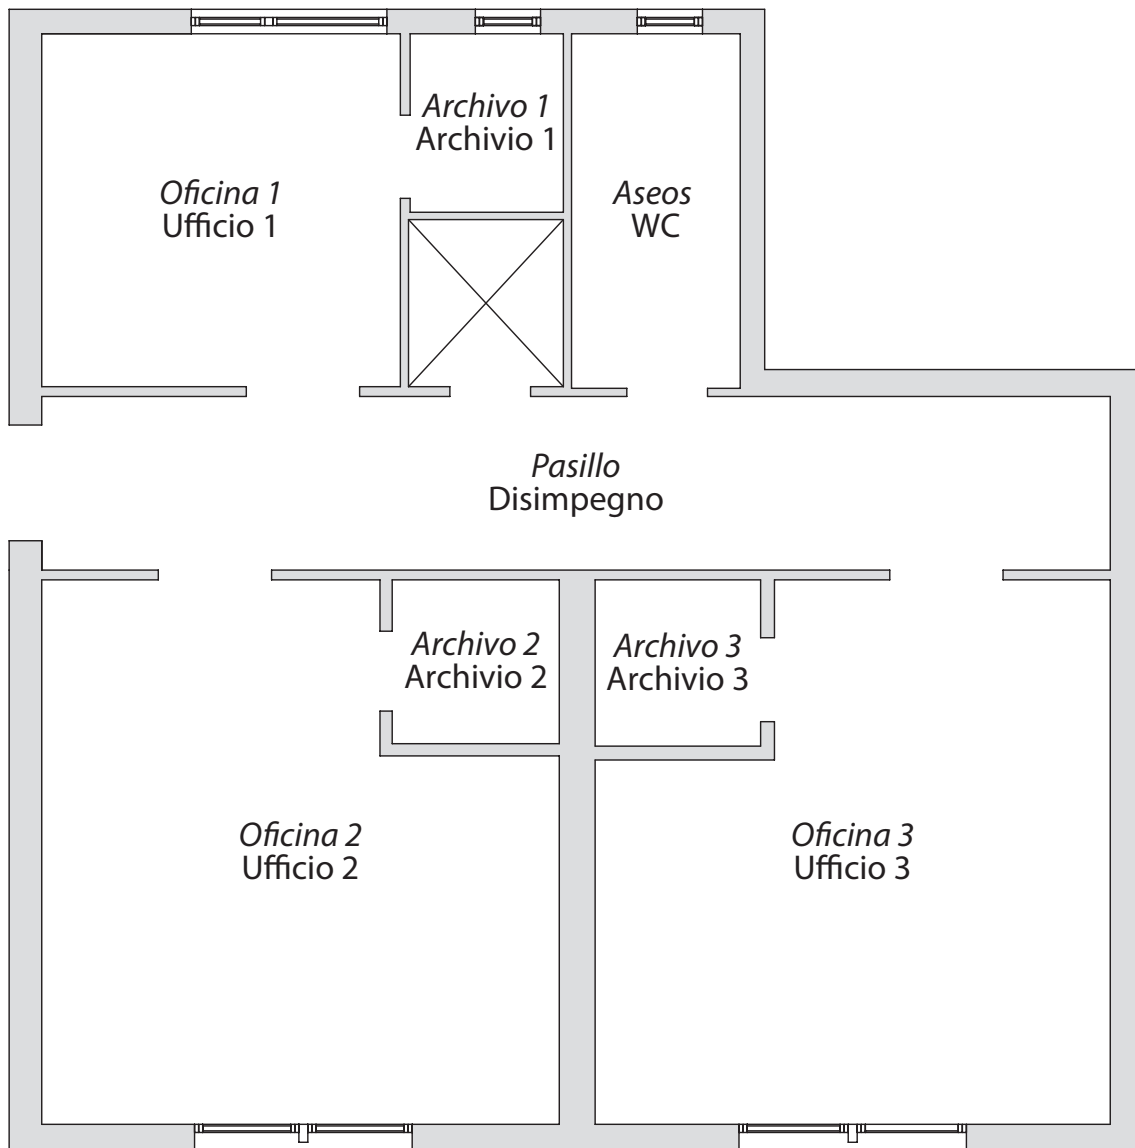 Archivo 1
Archivio 1
Oficina 1
Ufficio 1
Aseos
WC
Pasillo
Disimpegno
Archivo 2
Archivio 2
Archivo 3
Archivio 3
Oficina 2
Ufficio 2
Oficina 3
Ufficio 3